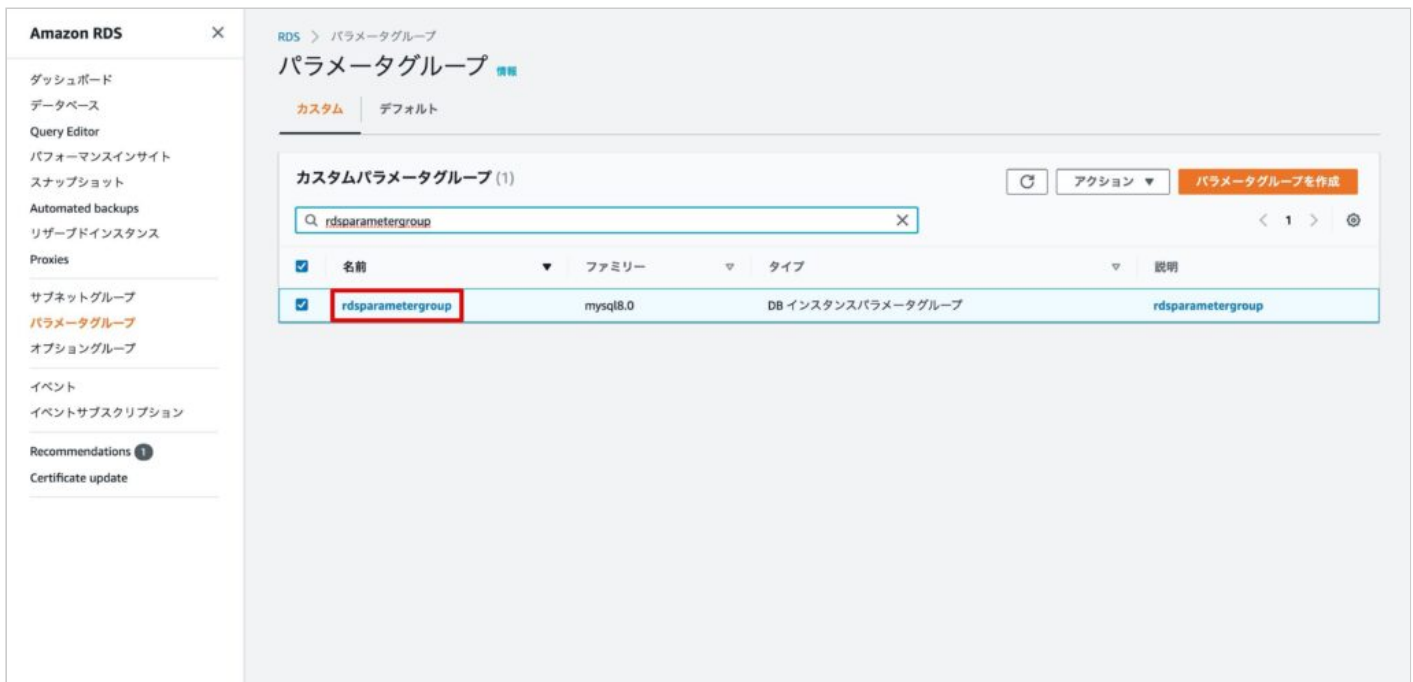 Amazon RDS
ダッシュボード
データベース
Query Editor
パフォーマンスインサイト
スナップショット
Automated backups
リザーブドインスタンス
Proxies
サブネットグループ
パラメータグループ
オプショングループ
イベント
イベントサブスクリプション
Recommendations 1
Certificate update
RDS > パラメータグループ
パラメータグループ 情報
カスタム デフォルト
カスタムパラメータグループ (1)
アクション ▼ パラメータグループを作成
rdsparametergroup
< 1 >
名前 ファミリー タイプ 説明
rdsparametergroup mysql8.0 DB インスタンスパラメータグループ rdsparametergroup